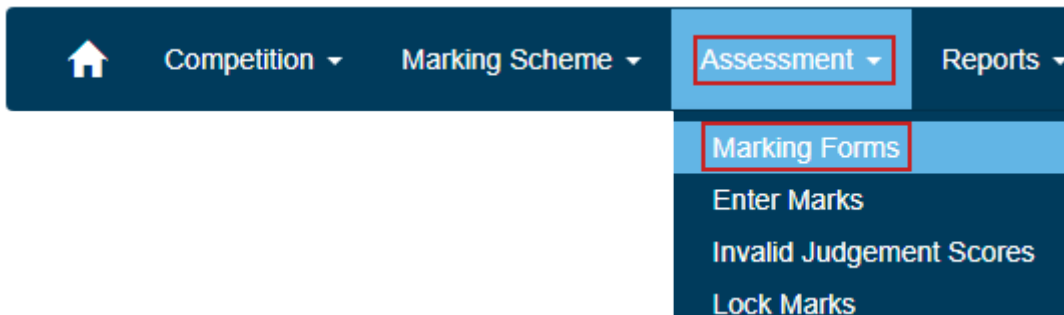 Competition Marking Scheme Assessment Reports
Marking Forms
Enter Marks
Invalid Judgement Scores
Lock Marks